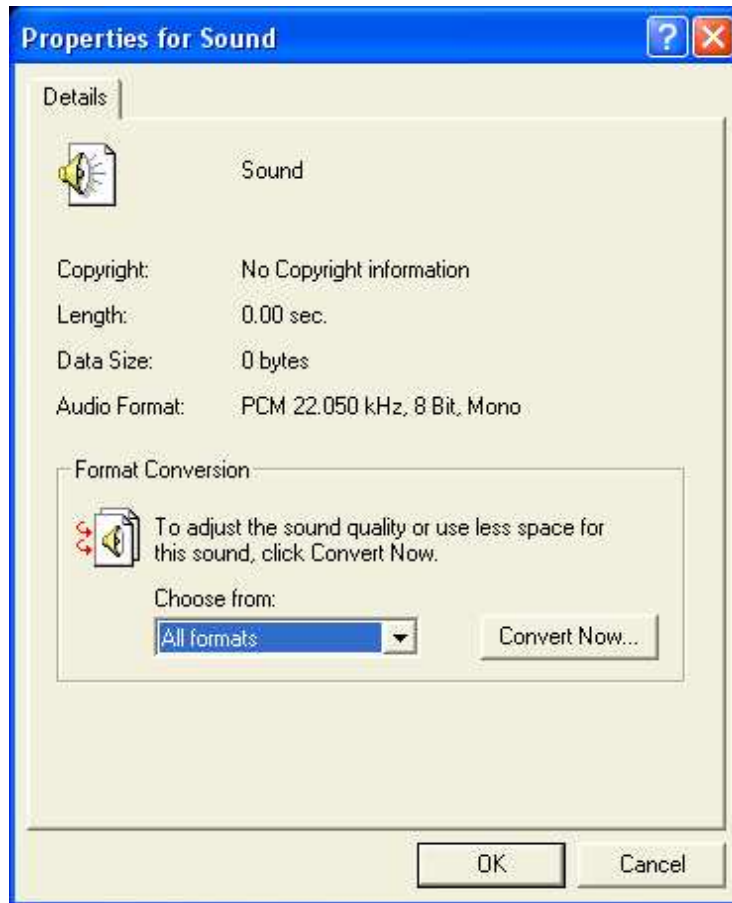 Properties for Sound
?
Details
Sound
Copyright: No Copyright information
Length: 0.00 sec.
Data Size: 0 bytes
Audio Format: PCM 22.050 kHz, 8 Bit, Mono
Format Conversion
To adjust the sound quality or use less space for
this sound, click Convert Now.
Choose from:
All formats Convert Now...
OK Cancel